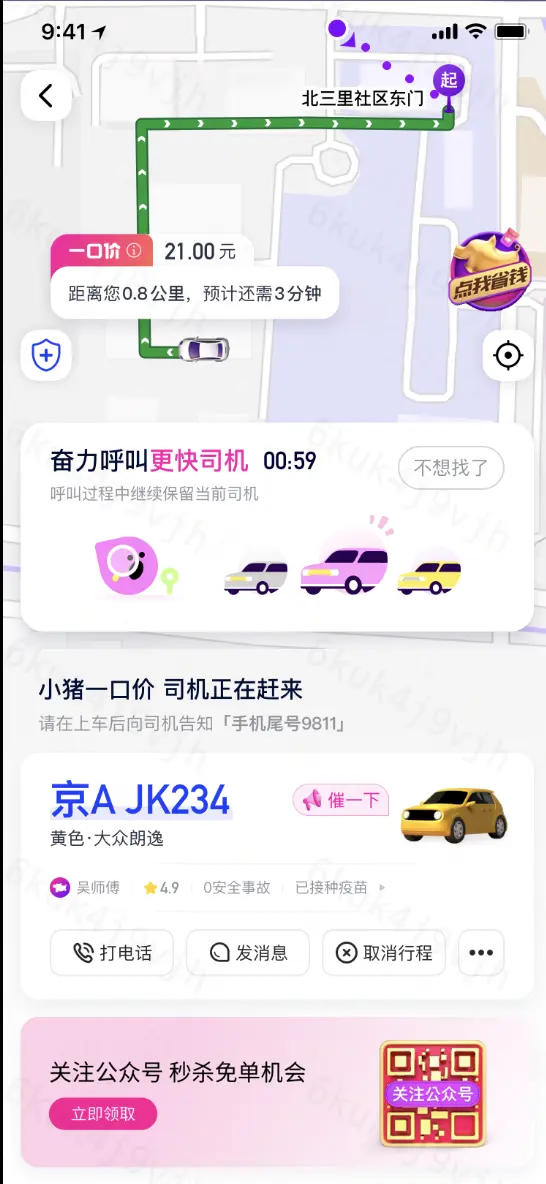 9:41
起
北三里社区东门
一口价 21.00 元
点我省钱
距离您0.8公里，预计还需3分钟
奋力呼叫更快司机 00:59
不想找了
呼叫过程中继续保留当前司机
小猪一口价 司机正在赶来
请在上车后向司机告知「手机尾号9811」
京A JK234
催一下
黄色·大众朗逸
吴师傅 4.9 0安全事故 已接种疫苗
打电话 发消息 取消行程
关注公众号 秒杀免单机会
关注公众号
立即领取
6kuk4j9vjh